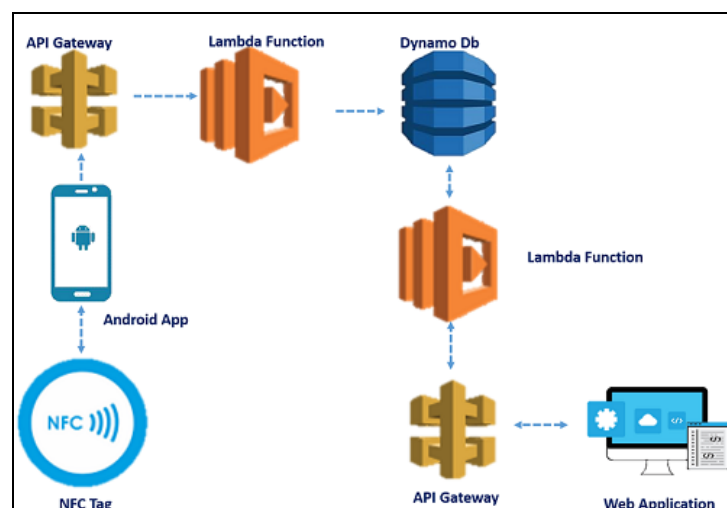 API Gateway
Lambda Function
Dynamo Db
Lambda Function
Android App
NFC
NFC Tag
API Gateway
Web Application